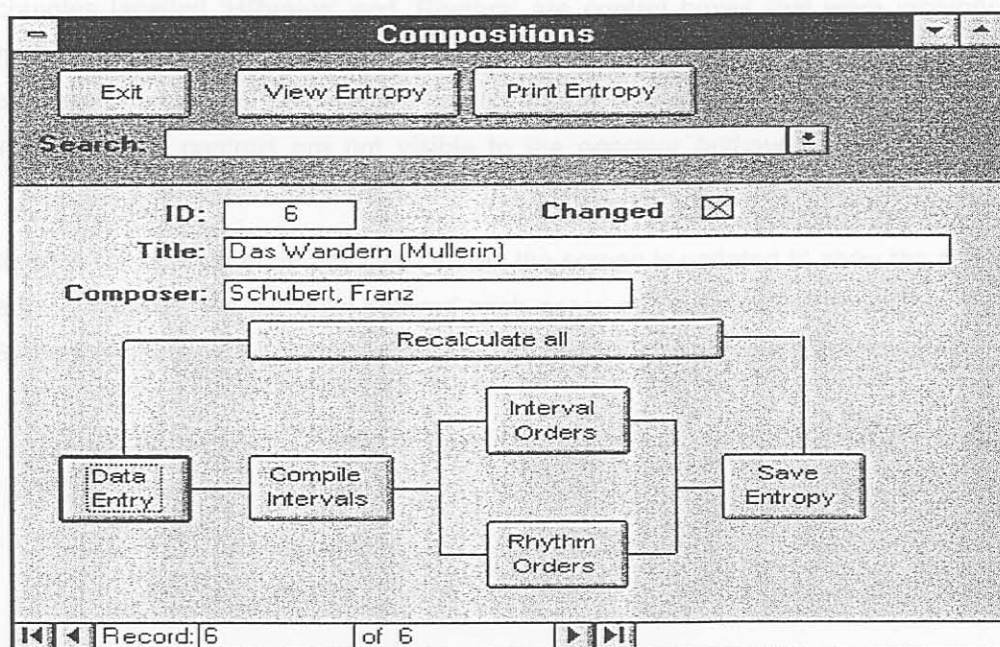 Compositions
Exit View Entropy Print Entropy
Search:
ID: 6 Changed
Title: Das Wandern (Mullerin)
Composer: Schubert, Franz
Recalculate all
Interval
Orders
Data
Entry
Compile
Intervals
Save
Entropy
Rhythm
Orders
Record: 6 of 6